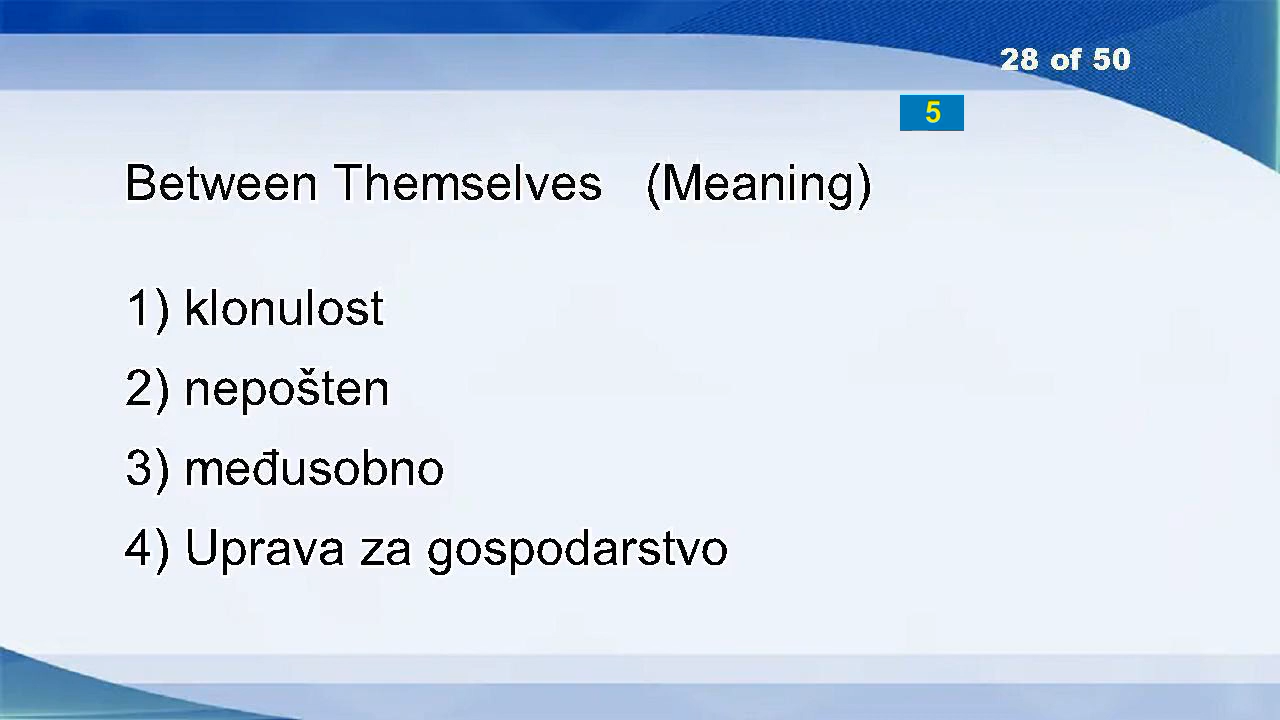 28 of 50
5
Between Themselves (Meaning)
1) klonulost
2) nepošten
3) međusobno
4) Uprava za gospodarstvo